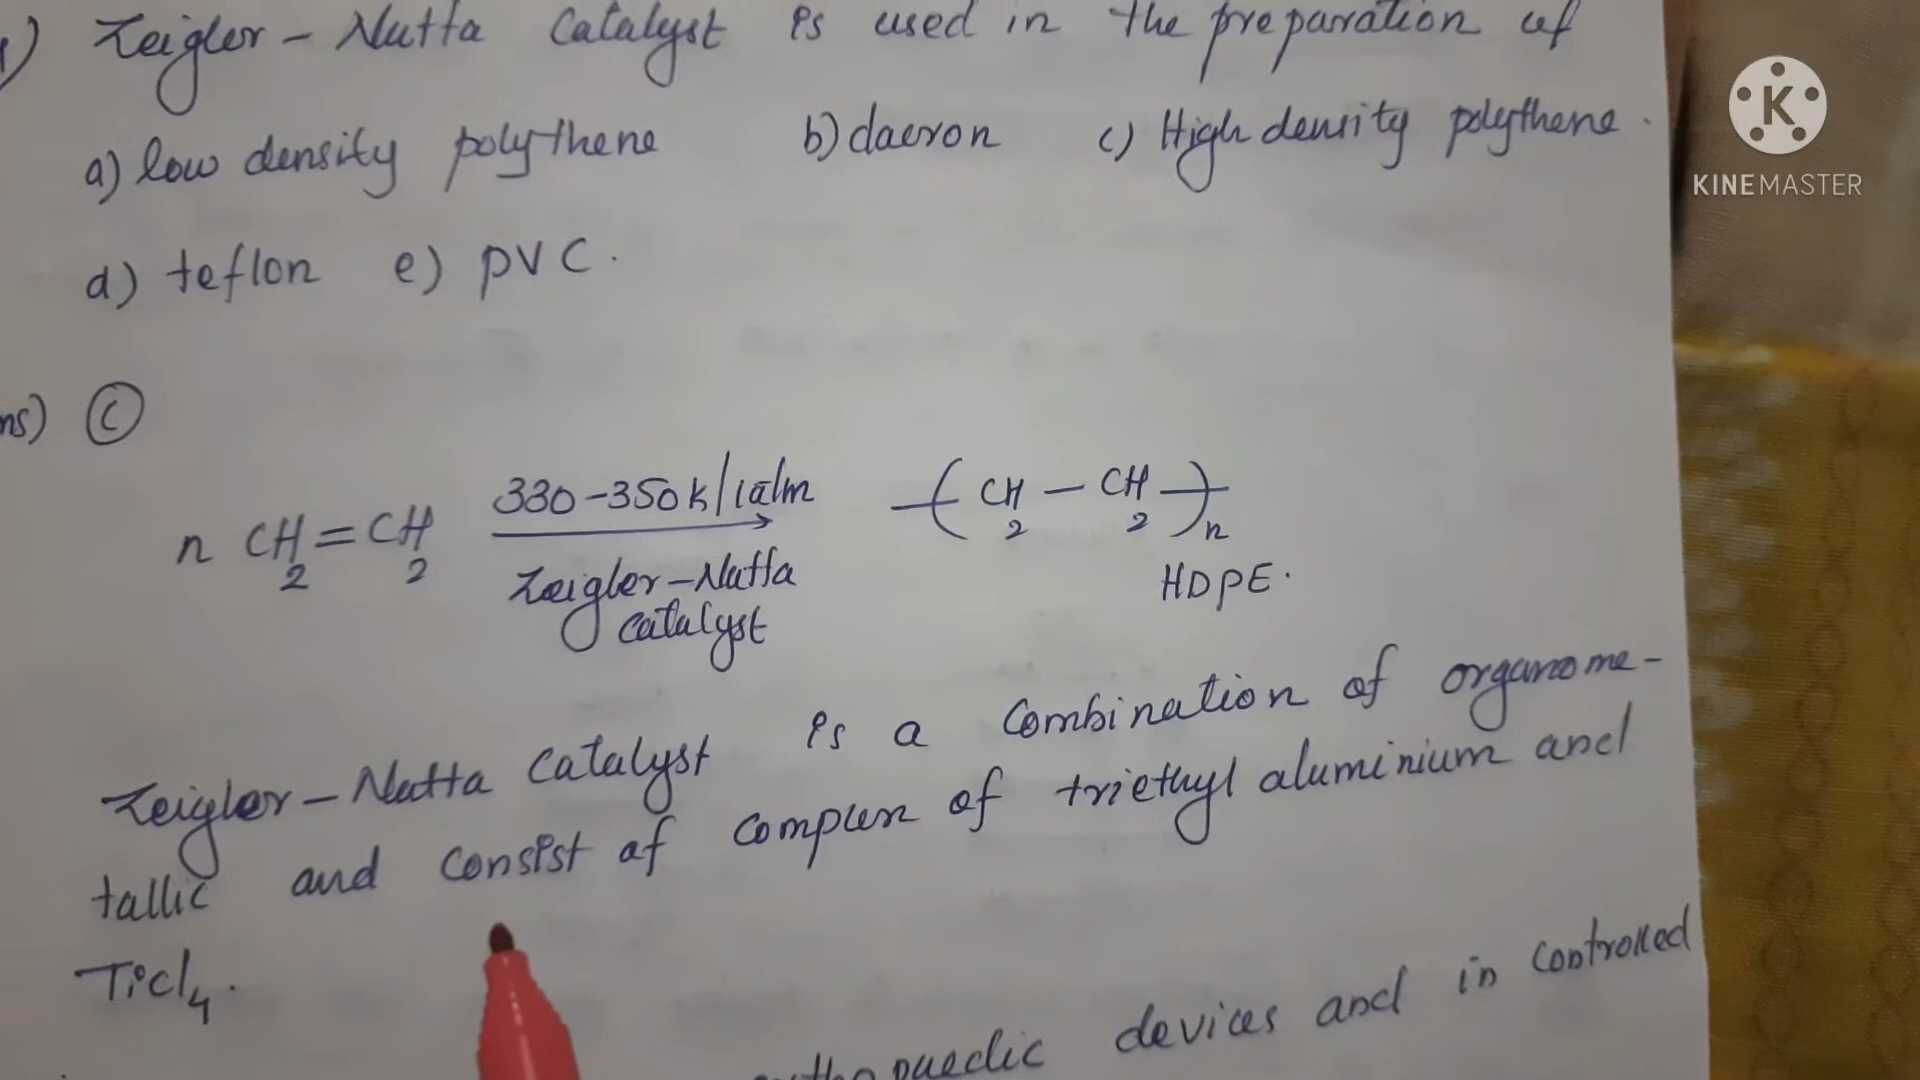 Zeigler - Natta Catalyst is used in the preparation of
a) low density polythene b) dacron c) High density polythene.
KINEMASTER
d) teflon e) PVC.
ns) (C)
n CH2=CH2 330-350k/1atm -(CH2-CH2)-n
Zeigler-Natta catalyst HDPE.
Zeigler-Natta catalyst is a combination of organome-
tallic and consist of complex of triethyl aluminium and
TiCl4.
devices and in controlled